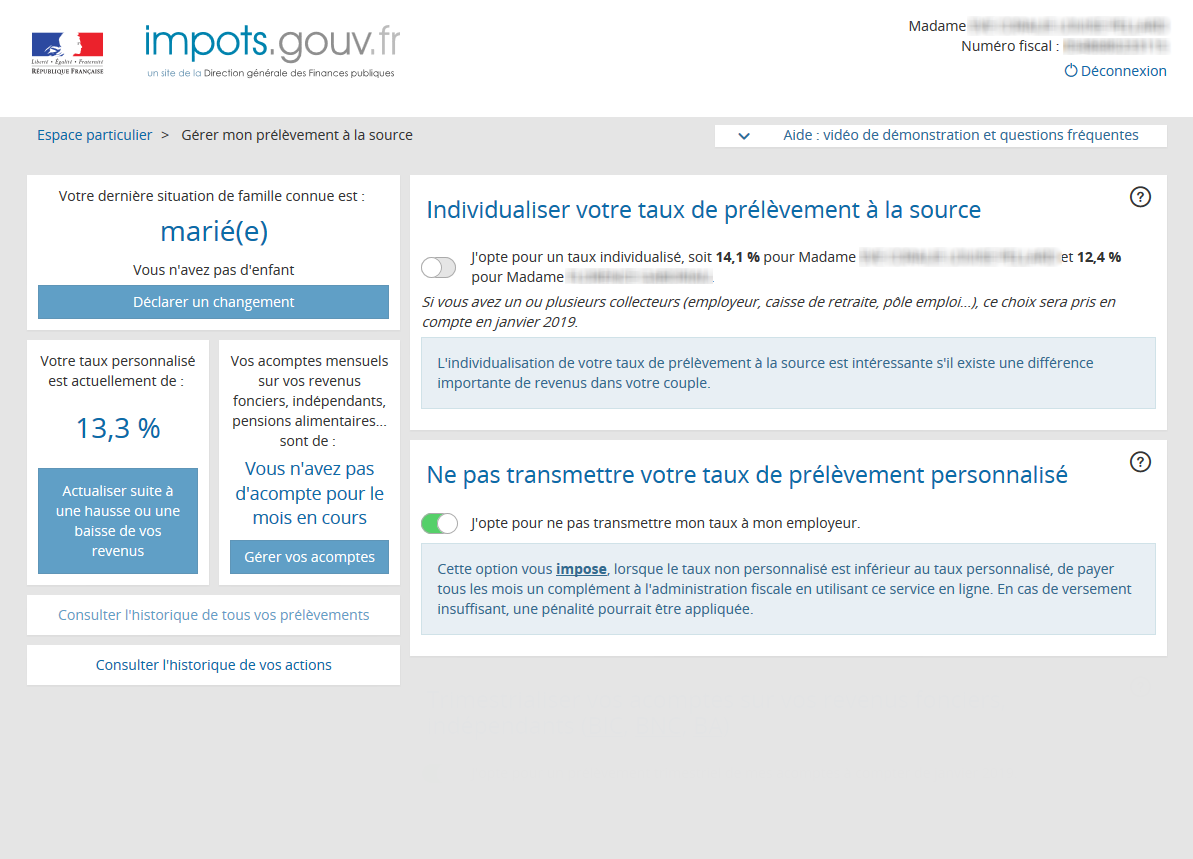 Liberté • Égalité • Fraternité
RÉPUBLIQUE FRANÇAISE
impots.gouv.fr
un site de la Direction générale des Finances publiques
Madame
Numéro fiscal :
Déconnexion
Espace particulier > Gérer mon prélèvement à la source
Aide : vidéo de démonstration et questions fréquentes
Votre dernière situation de famille connue est :
marié(e)
Vous n'avez pas d'enfant
Déclarer un changement
Votre taux personnalisé
est actuellement de :
13,3 %
Actualiser suite à
une hausse ou une
baisse de vos
revenus
Vos acomptes mensuels
sur vos revenus
fonciers, indépendants,
pensions alimentaires...
sont de :
Vous n'avez pas
d'acompte pour le
mois en cours
Gérer vos acomptes
Consulter l'historique de tous vos prélèvements
Consulter l'historique de vos actions
Individualiser votre taux de prélèvement à la source
?
J'opte pour un taux individualisé, soit 14,1 % pour Madame et 12,4 %
pour Madame .
Si vous avez un ou plusieurs collecteurs (employeur, caisse de retraite, pôle emploi...), ce choix sera pris en
compte en janvier 2019.
L'individualisation de votre taux de prélèvement à la source est intéressante s'il existe une différence
importante de revenus dans votre couple.
Ne pas transmettre votre taux de prélèvement personnalisé
?
J'opte pour ne pas transmettre mon taux à mon employeur.
Cette option vous impose, lorsque le taux non personnalisé est inférieur au taux personnalisé, de payer
tous les mois un complément à l'administration fiscale en utilisant ce service en ligne. En cas de versement
insuffisant, une pénalité pourrait être appliquée.